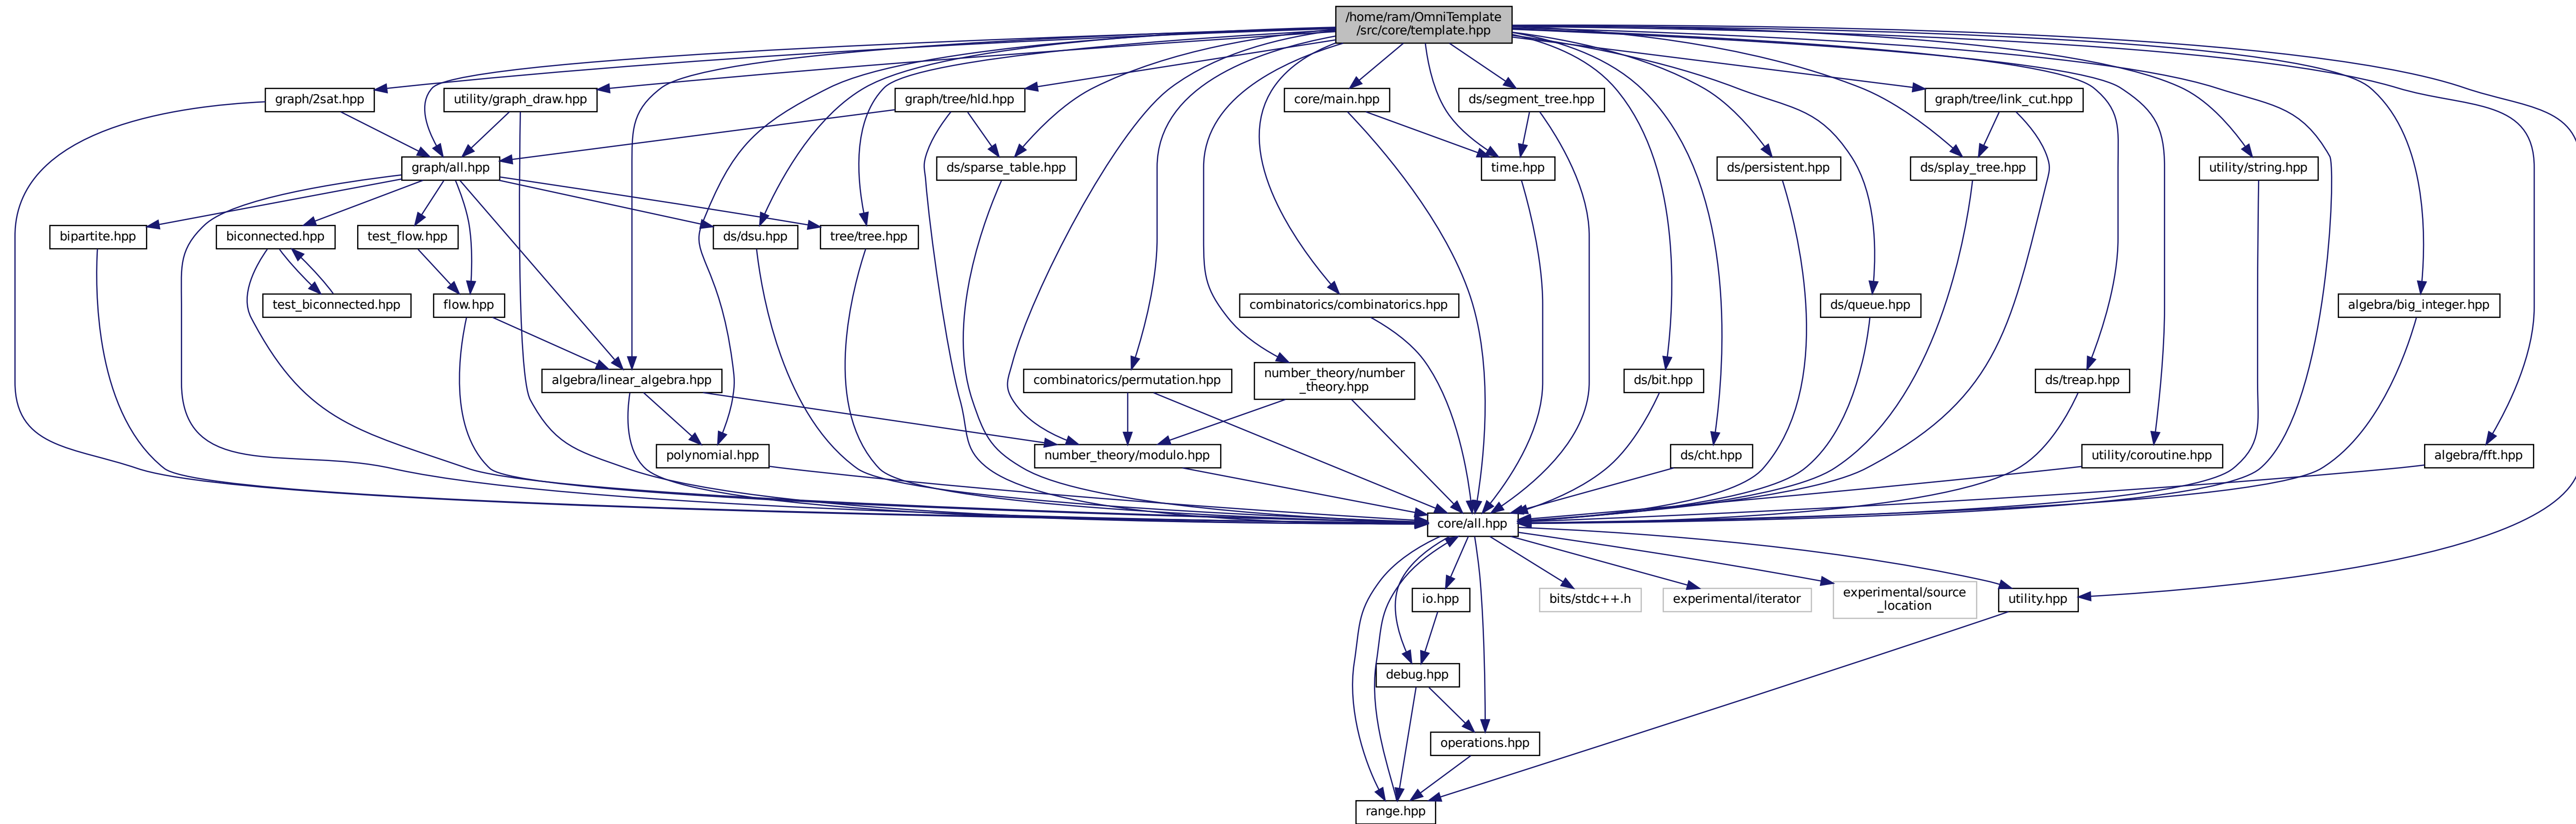 /home/ram/OmniTemplate
/src/core/template.hpp
graph/2sat.hpp
utility/graph_draw.hpp
graph/tree/hld.hpp
core/main.hpp
ds/segment_tree.hpp
graph/tree/link_cut.hpp
graph/all.hpp
ds/sparse_table.hpp
time.hpp
ds/persistent.hpp
ds/splay_tree.hpp
utility/string.hpp
bipartite.hpp
biconnected.hpp
test_flow.hpp
ds/dsu.hpp
tree/tree.hpp
test_biconnected.hpp
flow.hpp
combinatorics/combinatorics.hpp
ds/queue.hpp
algebra/big_integer.hpp
algebra/linear_algebra.hpp
combinatorics/permutation.hpp
number_theory/number
_theory.hpp
ds/bit.hpp
ds/treap.hpp
polynomial.hpp
number_theory/modulo.hpp
ds/cht.hpp
utility/coroutine.hpp
algebra/fft.hpp
core/all.hpp
io.hpp
bits/stdc++.h
experimental/iterator
experimental/source
_location
utility.hpp
debug.hpp
operations.hpp
range.hpp